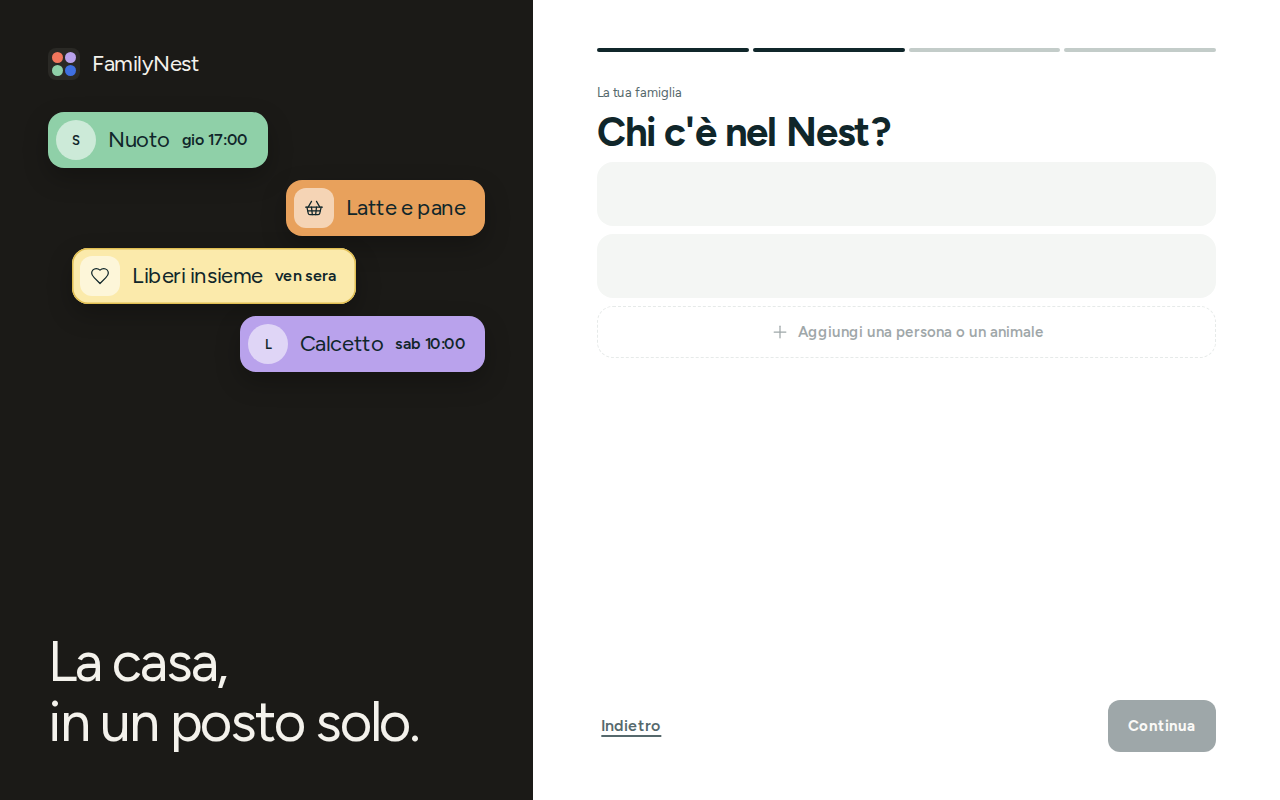 FamilyNest
S Nuoto gio 17:00
Latte e pane
Liberi insieme ven sera
L Calcetto sab 10:00
La casa,
in un posto solo.
La tua famiglia
Chi c'è nel Nest?
Aggiungi una persona o un animale
Indietro
Continua